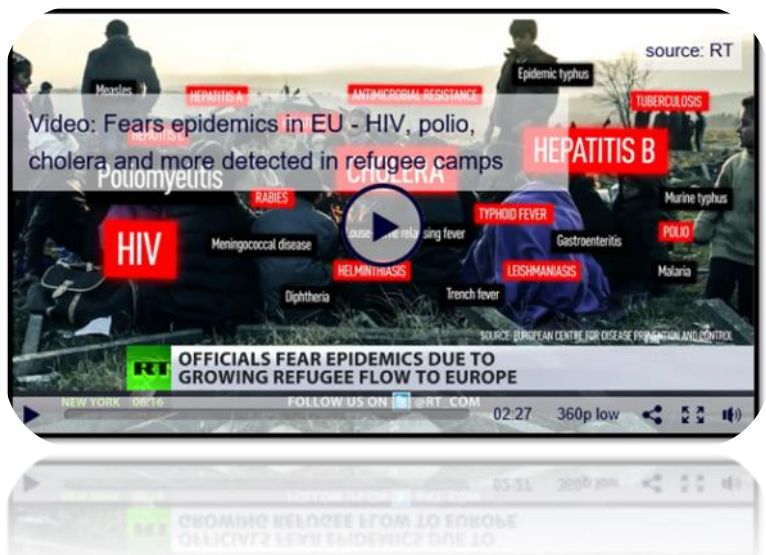 source: RT
Epidemic typhus
Measles
HEPATITIS A
ANTIMICROBIAL RESISTANCE
TUBERCULOSIS
Video: Fears epidemics in EU - HIV, polio,
cholera and more detected in refugee camps
HEPATITIS B
CHOLERA
Poliomyelitis
RABIES
Murine typhus
TYPHOID FEVER
HIV
Meningococcal disease
fever
Gastroenteritis
POLIO
HELMINTHIASIS
LEISHMANIASIS
Malaria
Diphtheria
Trench fever
SOURCE: EUROPEAN CENTRE FOR DISEASE PREVENTION AND CONTROL
RT
OFFICIALS FEAR EPIDEMICS DUE TO
GROWING REFUGEE FLOW TO EUROPE
NEW YORK 06:16
FOLLOW US ON @RT_COM
02:27 360p low